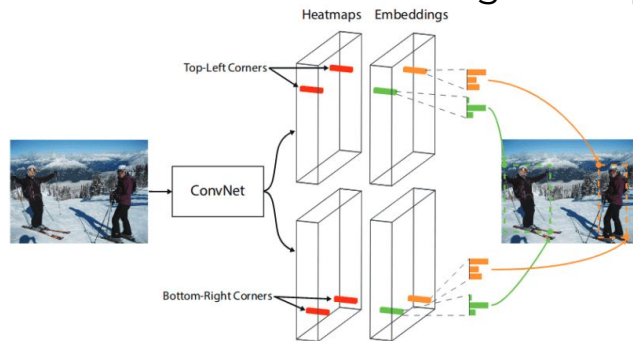 Heatmaps Embeddings
Top-Left Corners
ConvNet
Bottom-Right Corners